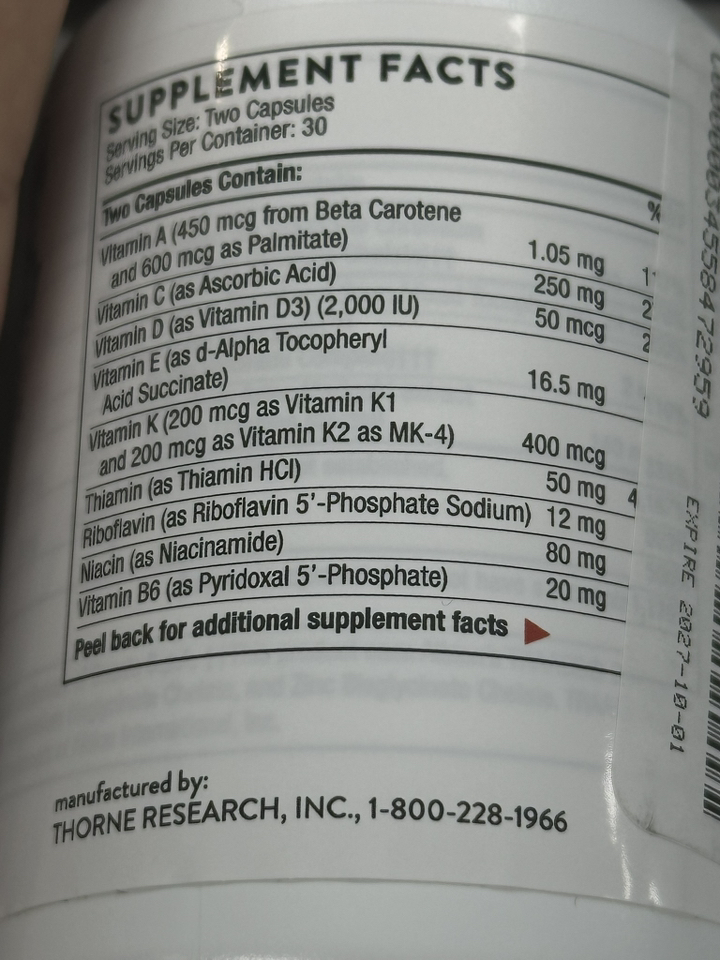 SUPPLEMENT FACTS
Serving Size: Two Capsules
Servings Per Container: 30
Two Capsules Contain: %
Vitamin A (450 mcg from Beta Carotene
and 600 mcg as Palmitate) 1.05 mg
Vitamin C (as Ascorbic Acid) 250 mg
Vitamin D (as Vitamin D3) (2,000 IU) 50 mcg
Vitamin E (as d-Alpha Tocopheryl
Acid Succinate) 16.5 mg
Vitamin K (200 mcg as Vitamin K1
and 200 mcg as Vitamin K2 as MK-4) 400 mcg
Thiamin (as Thiamin HCl) 50 mg
Riboflavin (as Riboflavin 5’-Phosphate Sodium) 12 mg
Niacin (as Niacinamide) 80 mg
Vitamin B6 (as Pyridoxal 5’-Phosphate) 20 mg
Peel back for additional supplement facts
manufactured by:
THORNE RESEARCH, INC., 1-800-228-1966
EXPIRE 2027-10-01